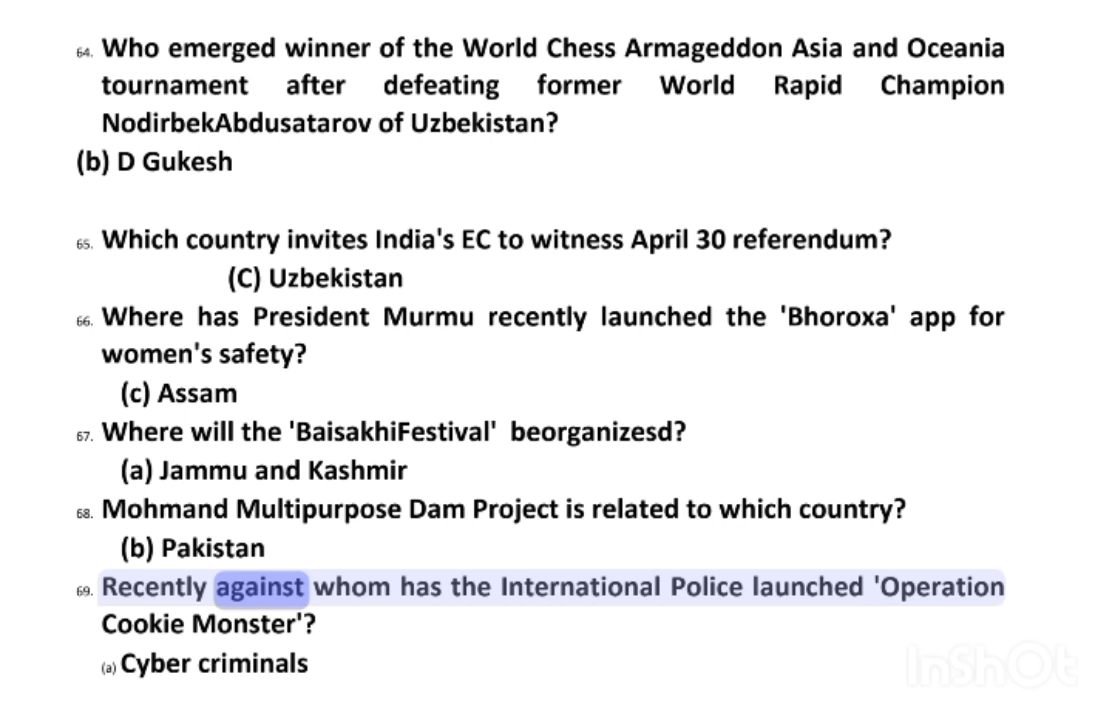 64. Who emerged winner of the World Chess Armageddon Asia and Oceania
tournament after defeating former World Rapid Champion
NodirbekAbdusatarov of Uzbekistan?
(b) D Gukesh
65. Which country invites India's EC to witness April 30 referendum?
(C) Uzbekistan
66. Where has President Murmu recently launched the 'Bhoroxa' app for
women's safety?
(c) Assam
67. Where will the 'BaisakhiFestival' beorganizesd?
(a) Jammu and Kashmir
68. Mohmand Multipurpose Dam Project is related to which country?
(b) Pakistan
69. Recently against whom has the International Police launched 'Operation
Cookie Monster'?
(a) Cyber criminals
InShOt